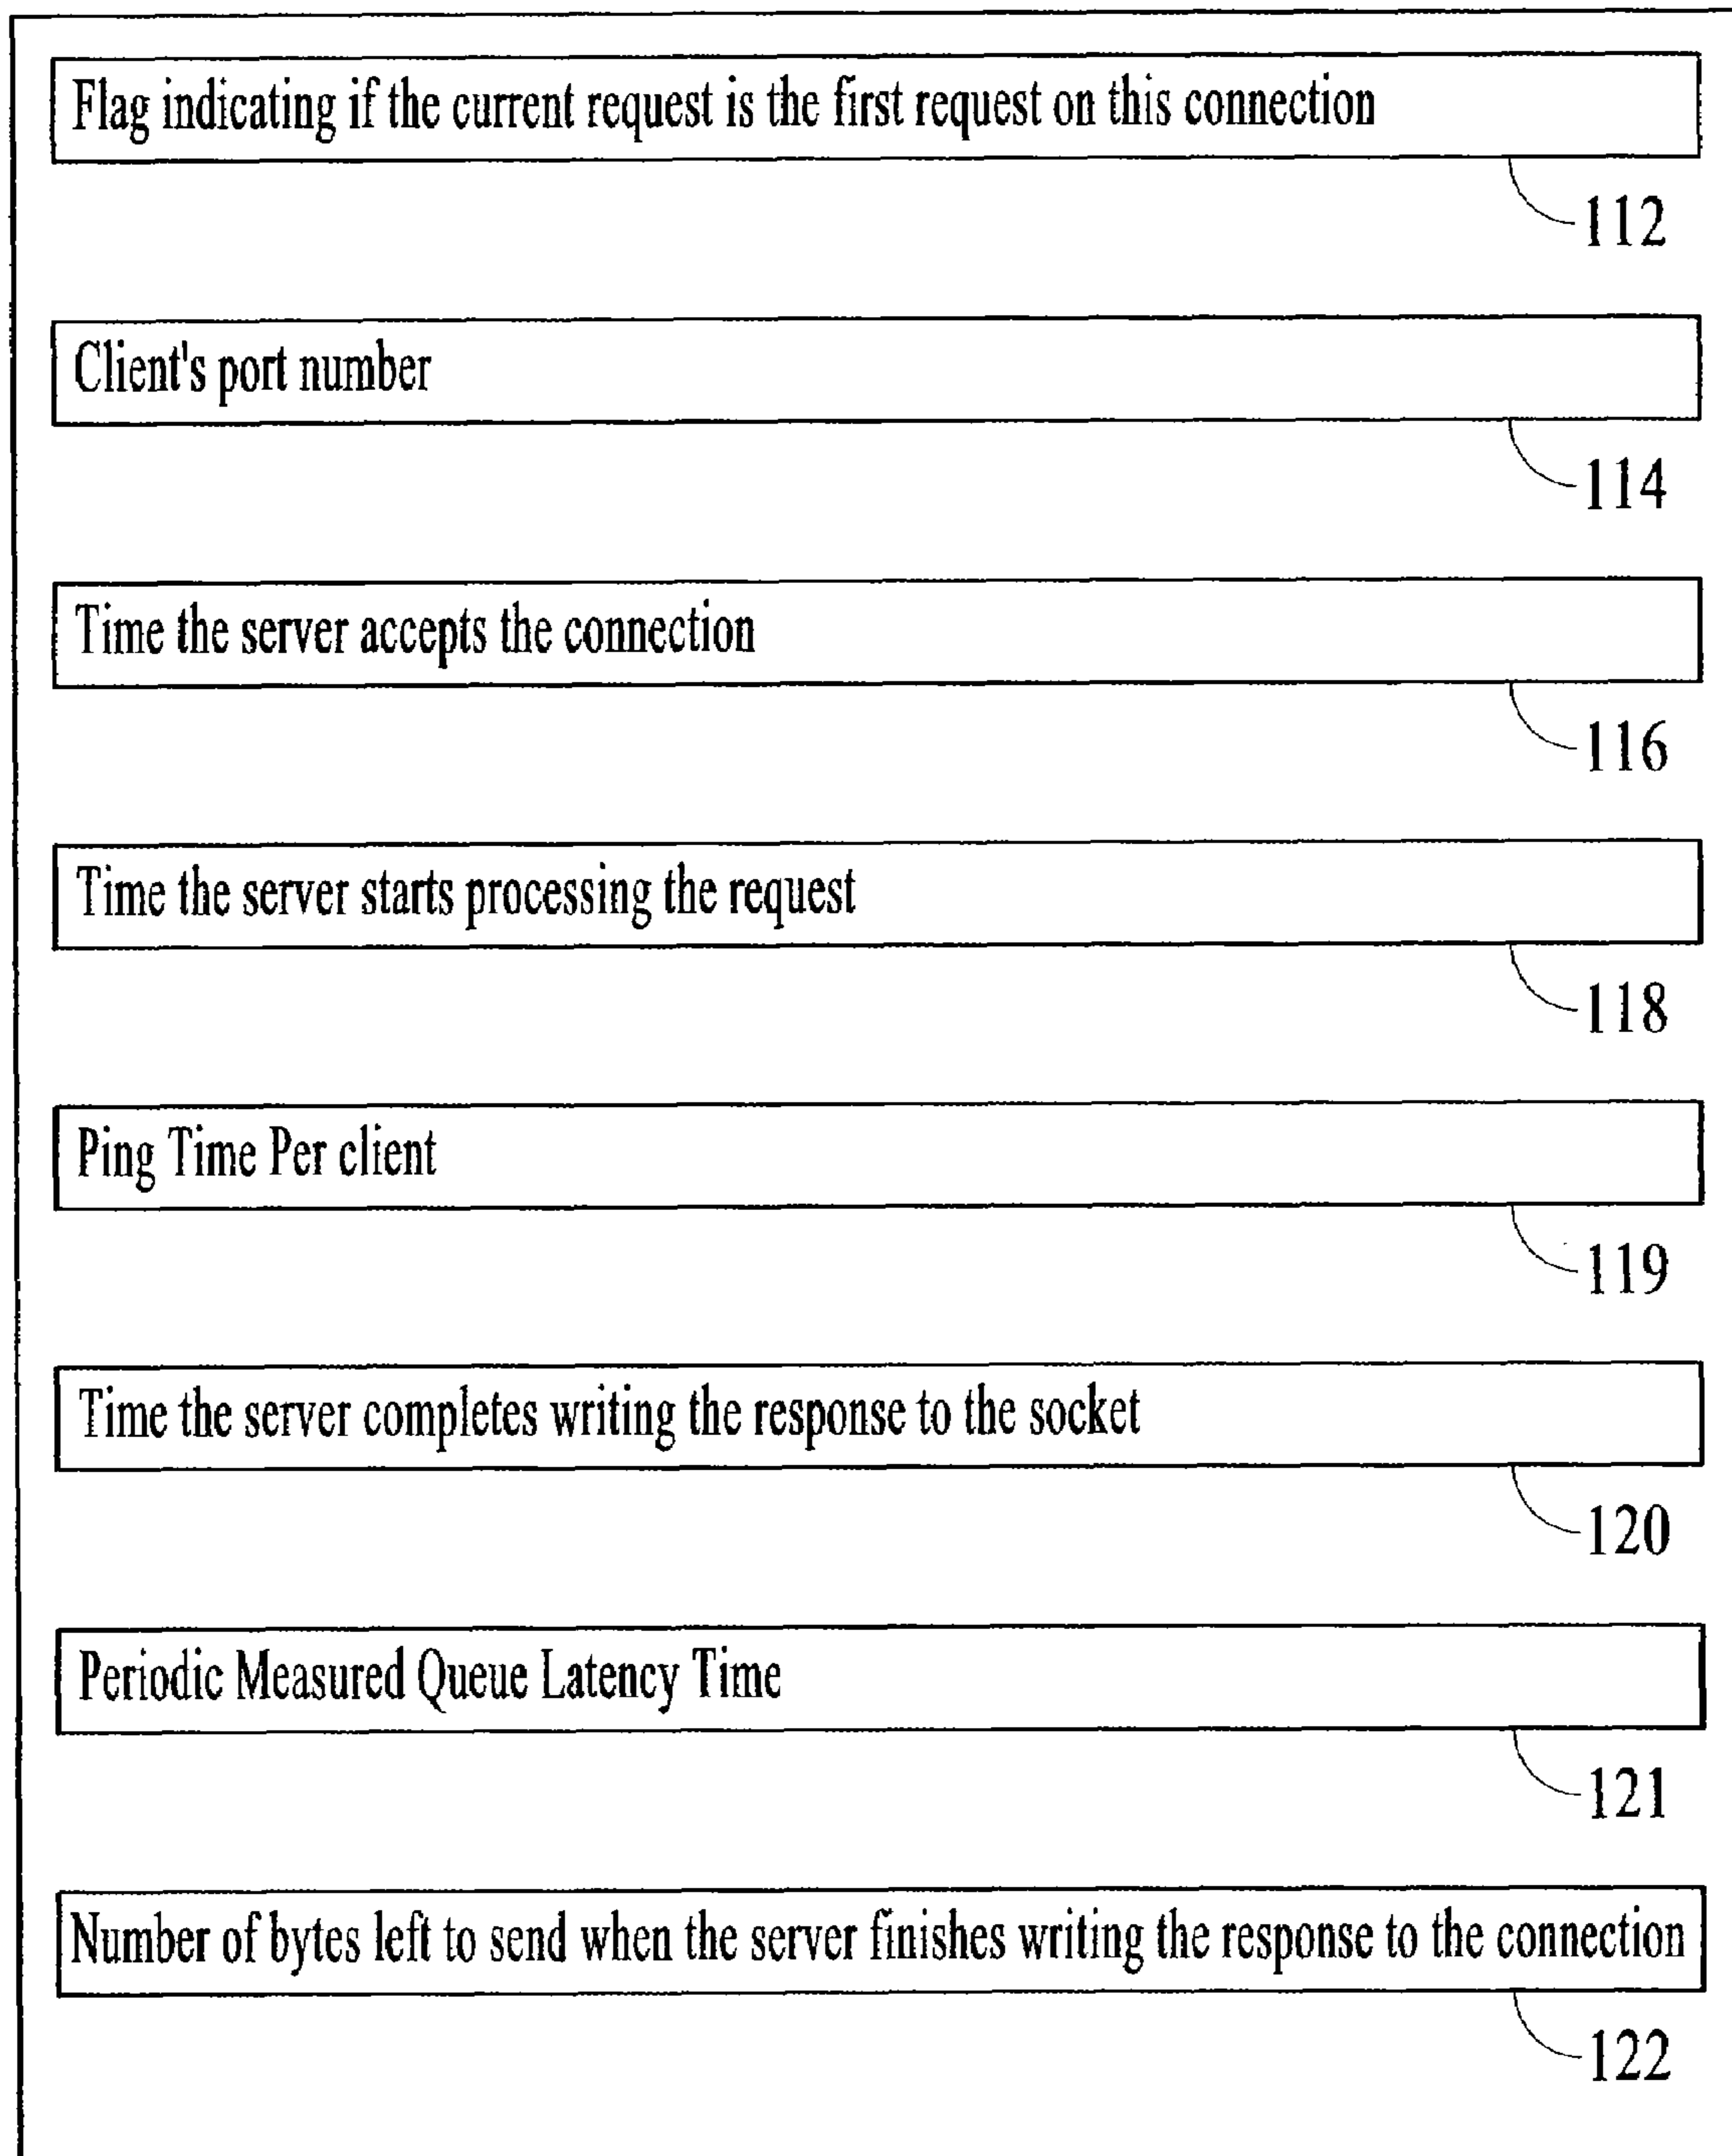 Flag indicating if the current request is the first request on this connection
112
Client's port number
114
Time the server accepts the connection
116
Time the server starts processing the request
118
Ping Time Per client
119
Time the server completes writing the response to the socket
120
Periodic Measured Queue Latency Time
121
Number of bytes left to send when the server finishes writing the response to the connection
122